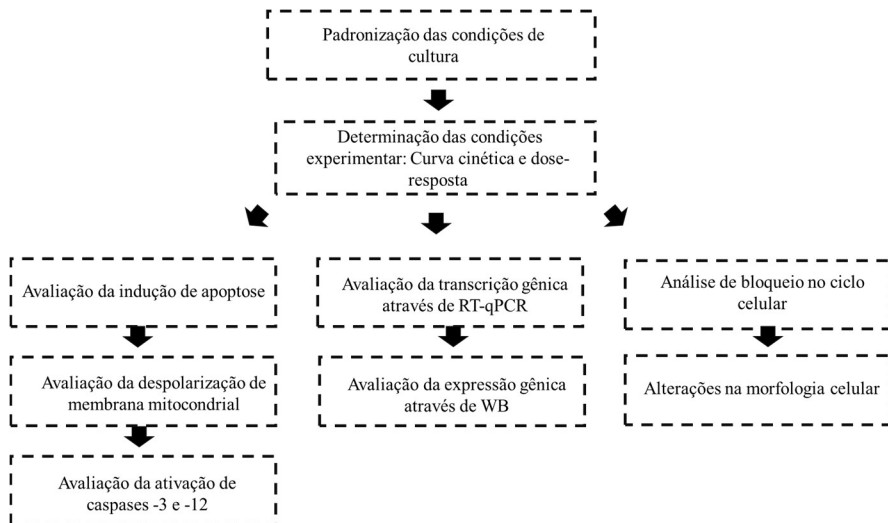 Padronização das condições de
cultura
Determinação das condições
experimentar: Curva cinética e dose-
resposta
Avaliação da indução de apoptose
Avaliação da transcrição gênica
através de RT-qPCR
Análise de bloqueio no ciclo
celular
Avaliação da despolarização de
membrana mitocondrial
Avaliação da expressão gênica
através de WB
Alterações na morfologia celular
Avaliação da ativação de
caspases -3 e -12